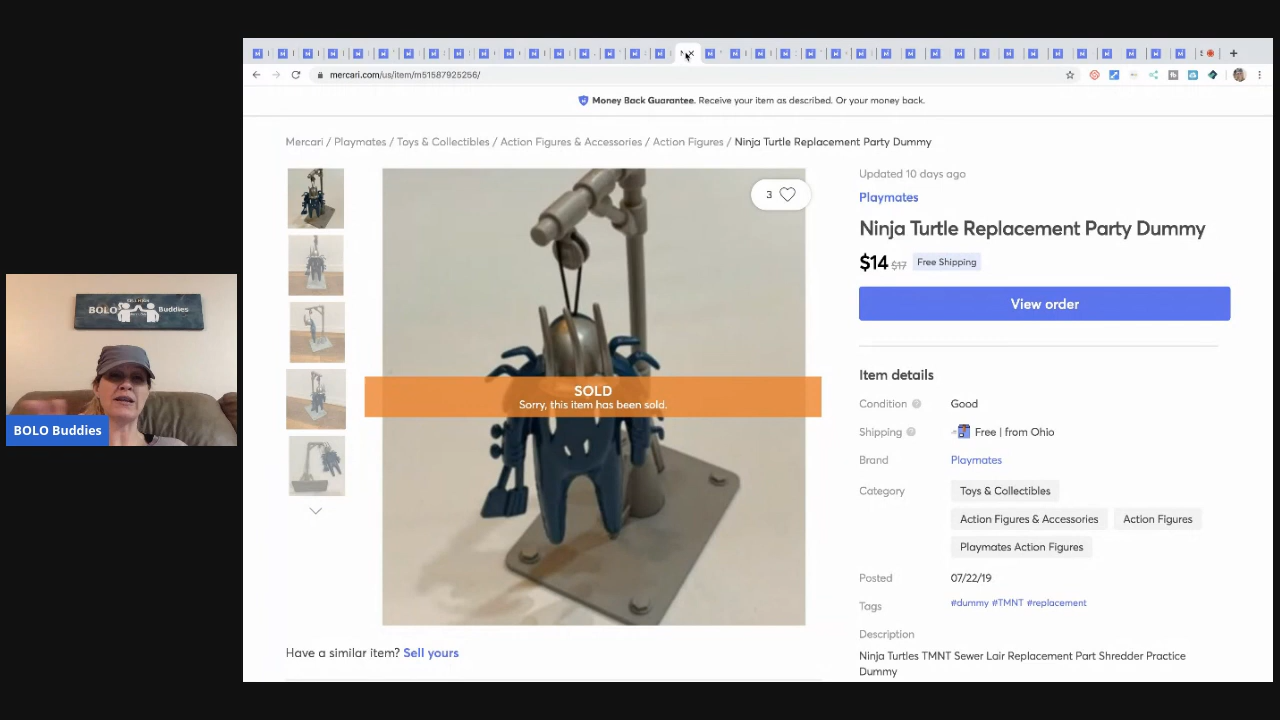 mercari.com/us/item/m51587925256/
Money Back Guarantee. Receive your item as described. Or your money back.
Mercari / Playmates / Toys & Collectibles / Action Figures & Accessories / Action Figures / Ninja Turtle Replacement Party Dummy
3
Updated 10 days ago
Playmates
Ninja Turtle Replacement Party Dummy
$14 $17 Free Shipping
View order
SOLD
Sorry, this item has been sold.
Item details
Condition Good
Shipping Free | from Ohio
Brand Playmates
Category Toys & Collectibles
Action Figures & Accessories Action Figures
Playmates Action Figures
Posted 07/22/19
Tags #dummy #TMNT #replacement
Description
Ninja Turtles TMNT Sewer Lair Replacement Part Shredder Practice
Dummy
Have a similar item? Sell yours
BOLO Buddies
BOLO Buddies